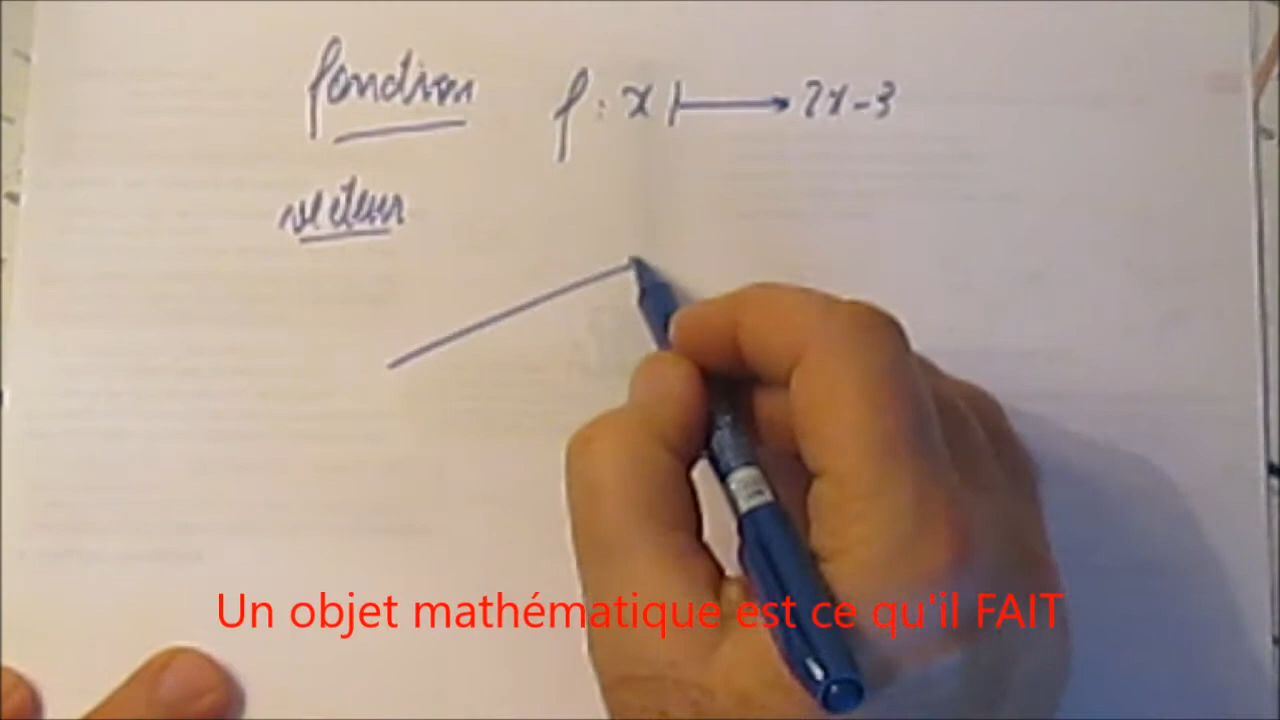 fonction f : x ⟼ 2x-3
vecteur
Un objet mathématique est ce qu'il FAIT